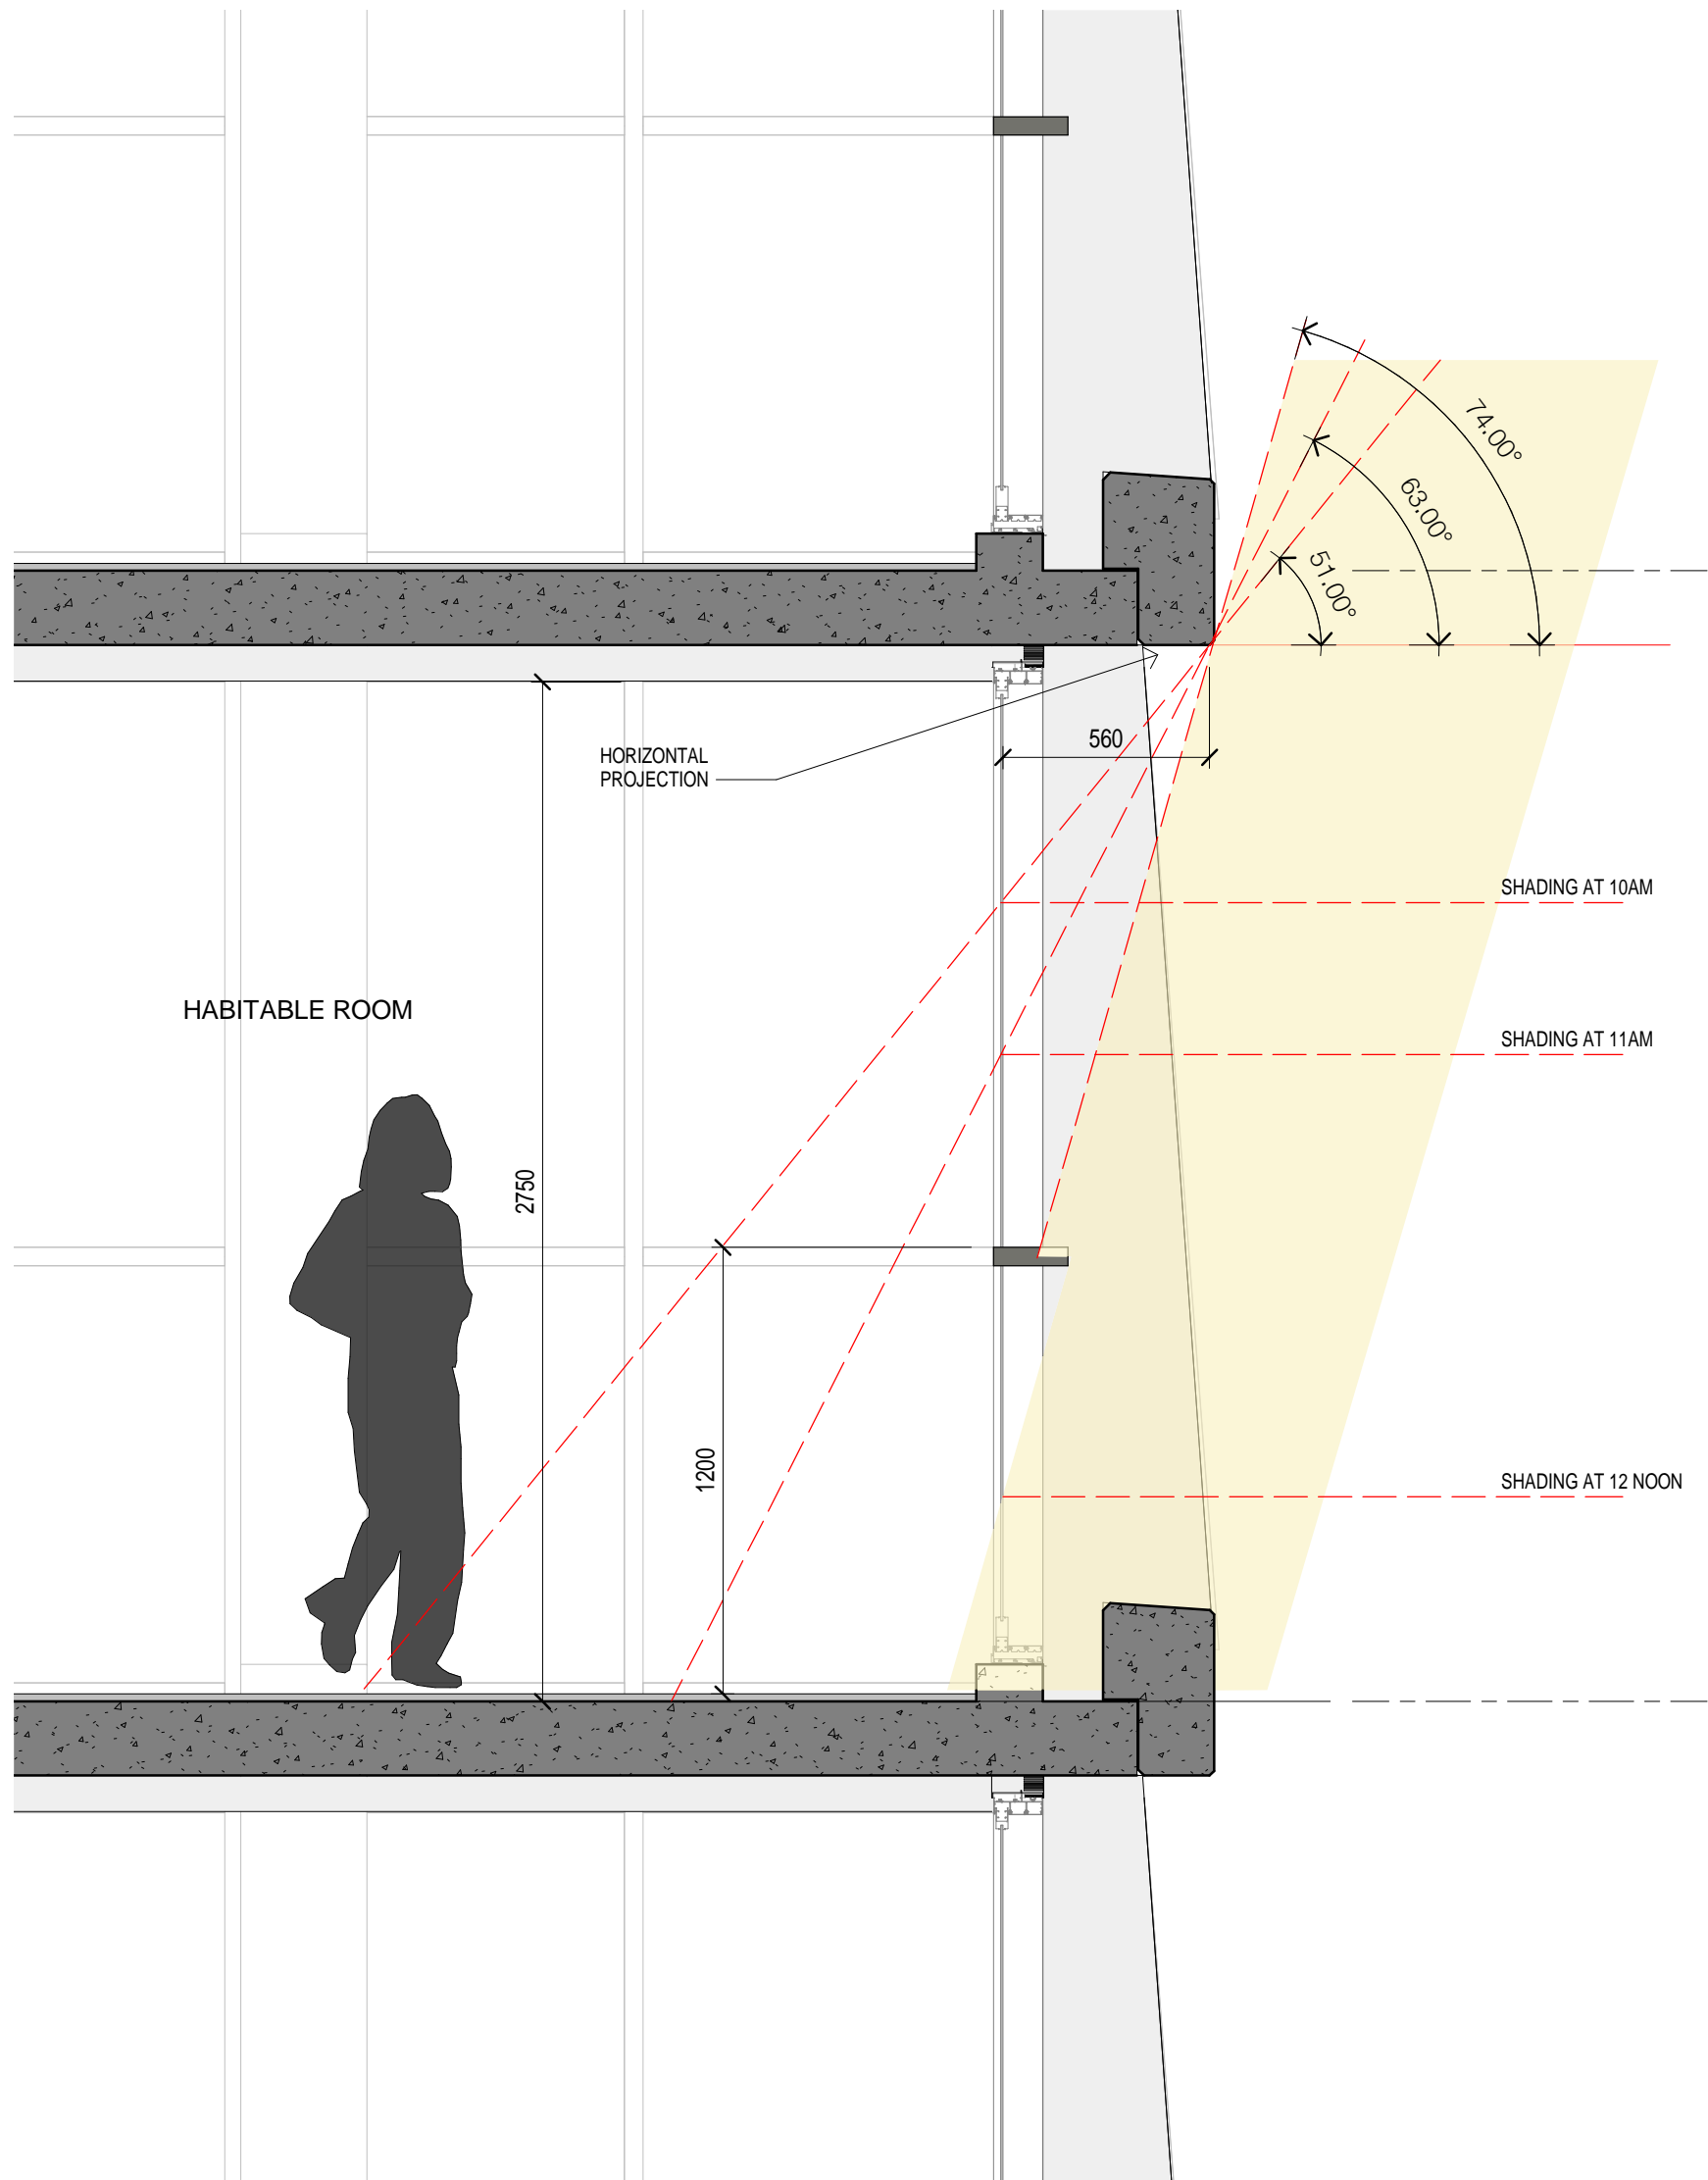 74.00°
63.00°
51.00°
560
HORIZONTAL
PROJECTION
SHADING AT 10AM
HABITABLE ROOM
SHADING AT 11AM
2750
1200
SHADING AT 12 NOON